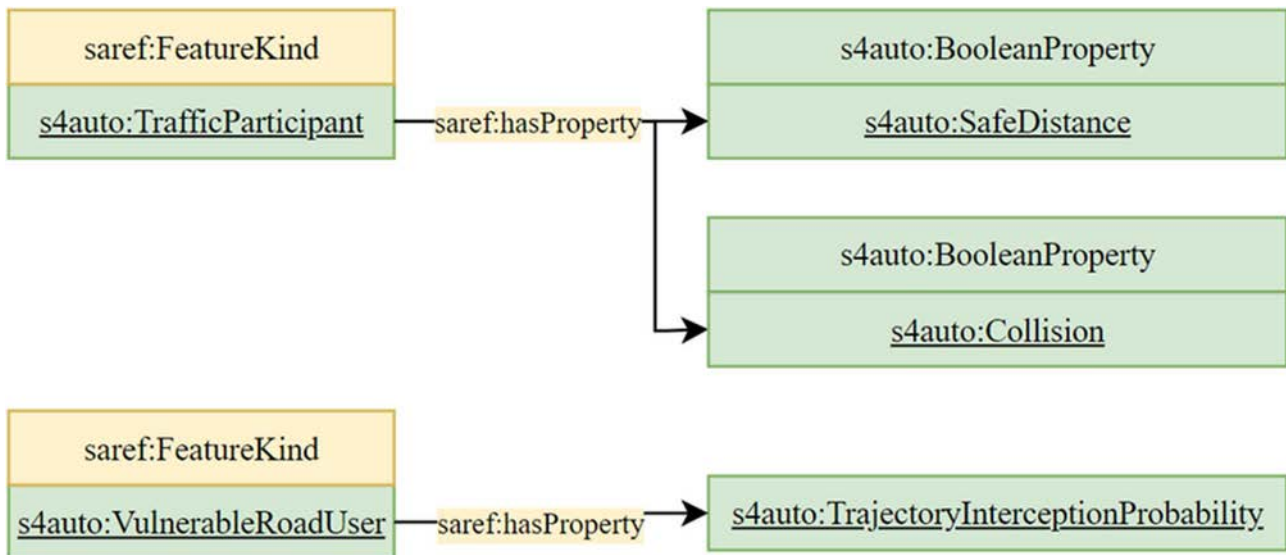 saref:FeatureKind
s4auto:TrafficParticipant
saref:hasProperty
s4auto:BooleanProperty
s4auto:SafeDistance
s4auto:BooleanProperty
s4auto:Collision
saref:FeatureKind
s4auto:VulnerableRoadUser
saref:hasProperty
s4auto:TrajectoryInterceptionProbability